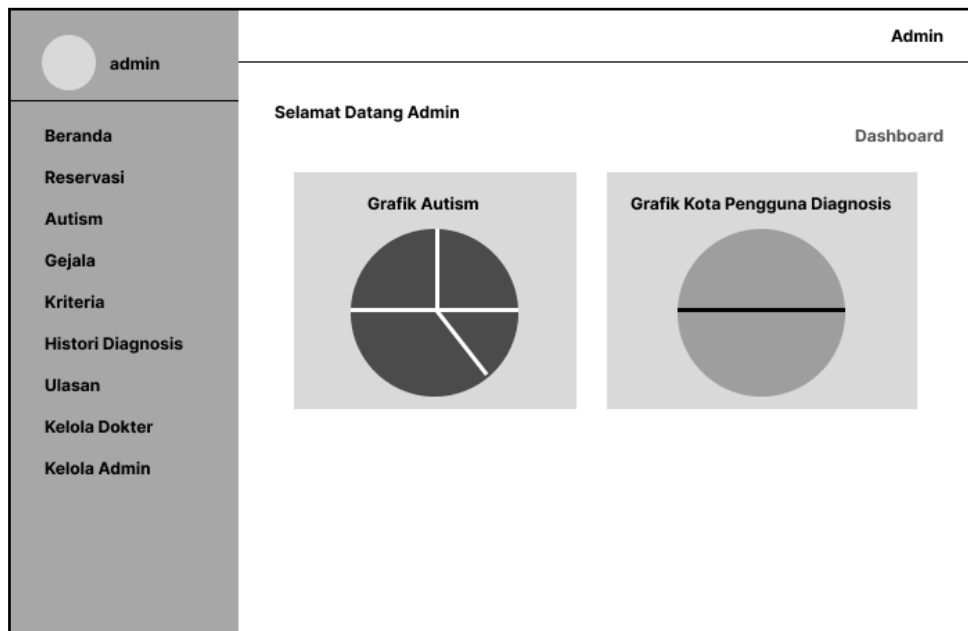 admin
Beranda
Reservasi
Autism
Gejala
Kriteria
Histori Diagnosis
Ulasan
Kelola Dokter
Kelola Admin
Admin
Selamat Datang Admin
Dashboard
Grafik Autism
Grafik Kota Pengguna Diagnosis